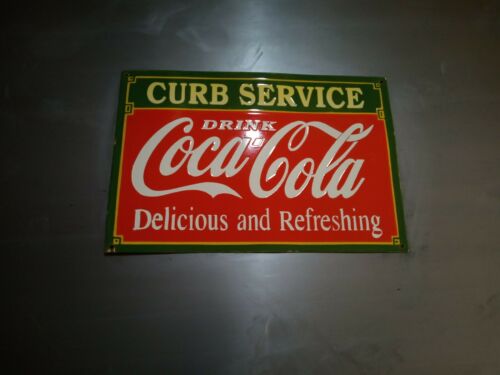 CURB SERVICE
DRINK
Coca-Cola
Delicious and Refreshing